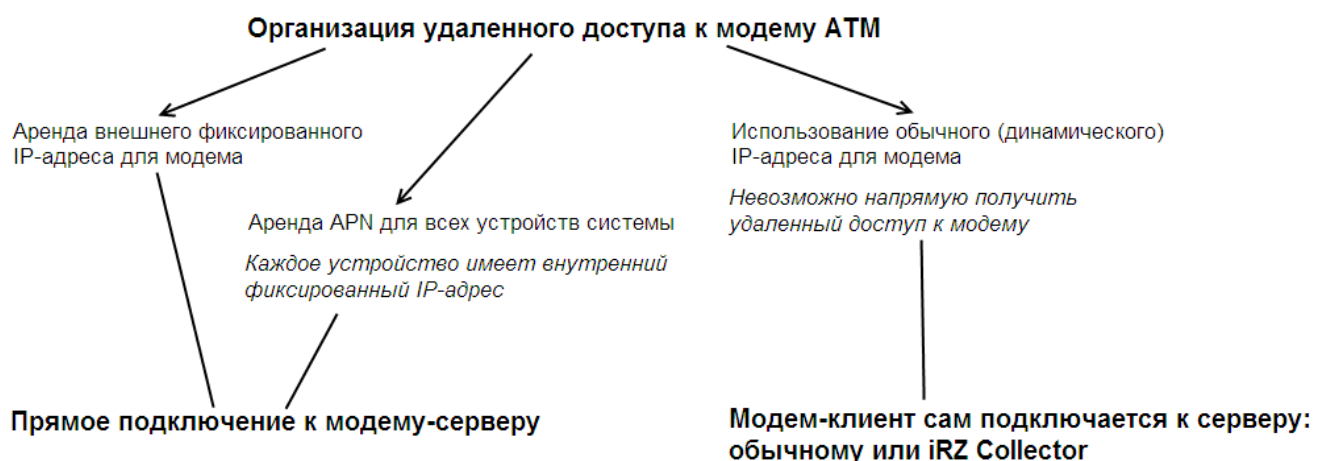 Организация удаленного доступа к модему ATM
Аренда внешнего фиксированного
IP-адреса для модема
Аренда APN для всех устройств системы
Каждое устройство имеет внутренний
фиксированный IP-адрес
Использование обычного (динамического)
IP-адреса для модема
Невозможно напрямую получить
удаленный доступ к модему
Прямое подключение к модему-серверу
Модем-клиент сам подключается к серверу:
обычному или iRZ Collector